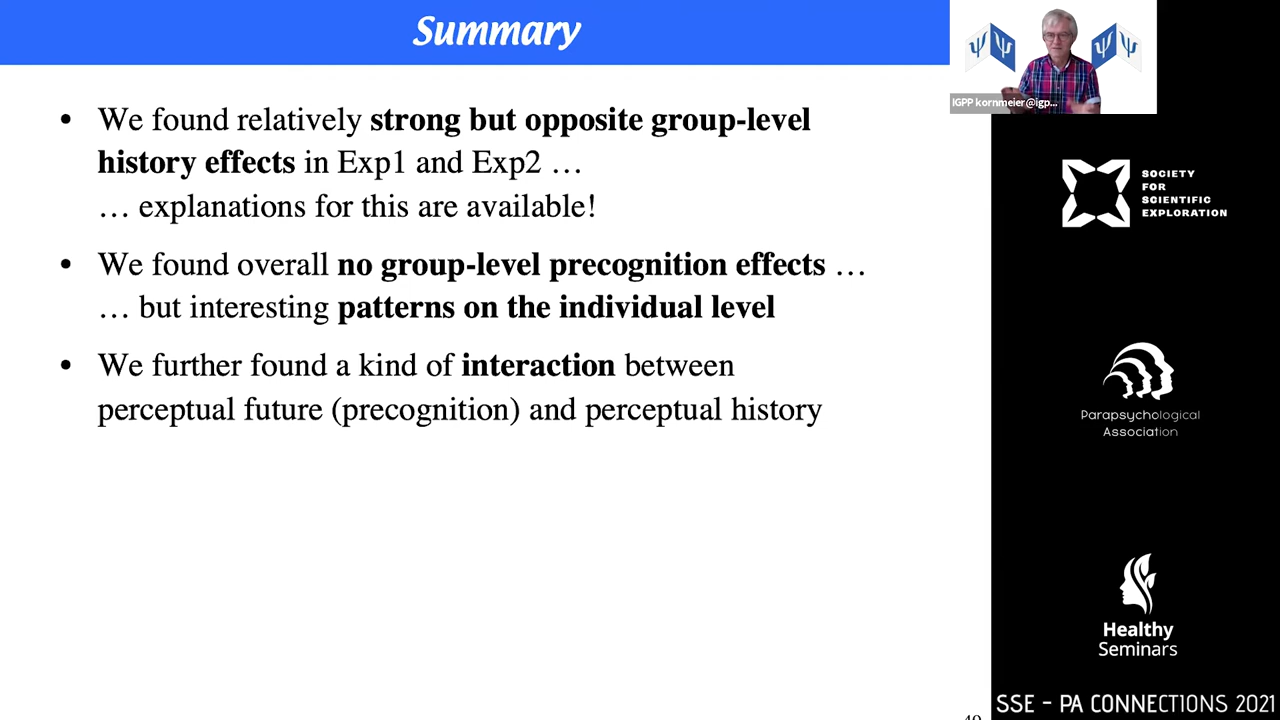 Summary
• We found relatively strong but opposite group-level
history effects in Exp1 and Exp2 …
… explanations for this are available!
• We found overall no group-level precognition effects …
… but interesting patterns on the individual level
• We further found a kind of interaction between
perceptual future (precognition) and perceptual history
IGPP kornmeier@igp...
SOCIETY
FOR
SCIENTIFIC
EXPLORATION
Parapsychological
Association
Healthy
Seminars
SSE - PA CONNECTIONS 2021